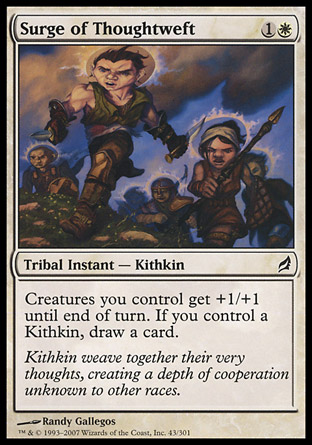 Surge of Thoughtweft 1
Tribal Instant — Kithkin
Creatures you control get +1/+1
until end of turn. If you control a
Kithkin, draw a card.
Kithkin weave together their very
thoughts, creating a depth of cooperation
unknown to other races.
Randy Gallegos
™ & © 1993–2007 Wizards of the Coast, Inc. 43/301